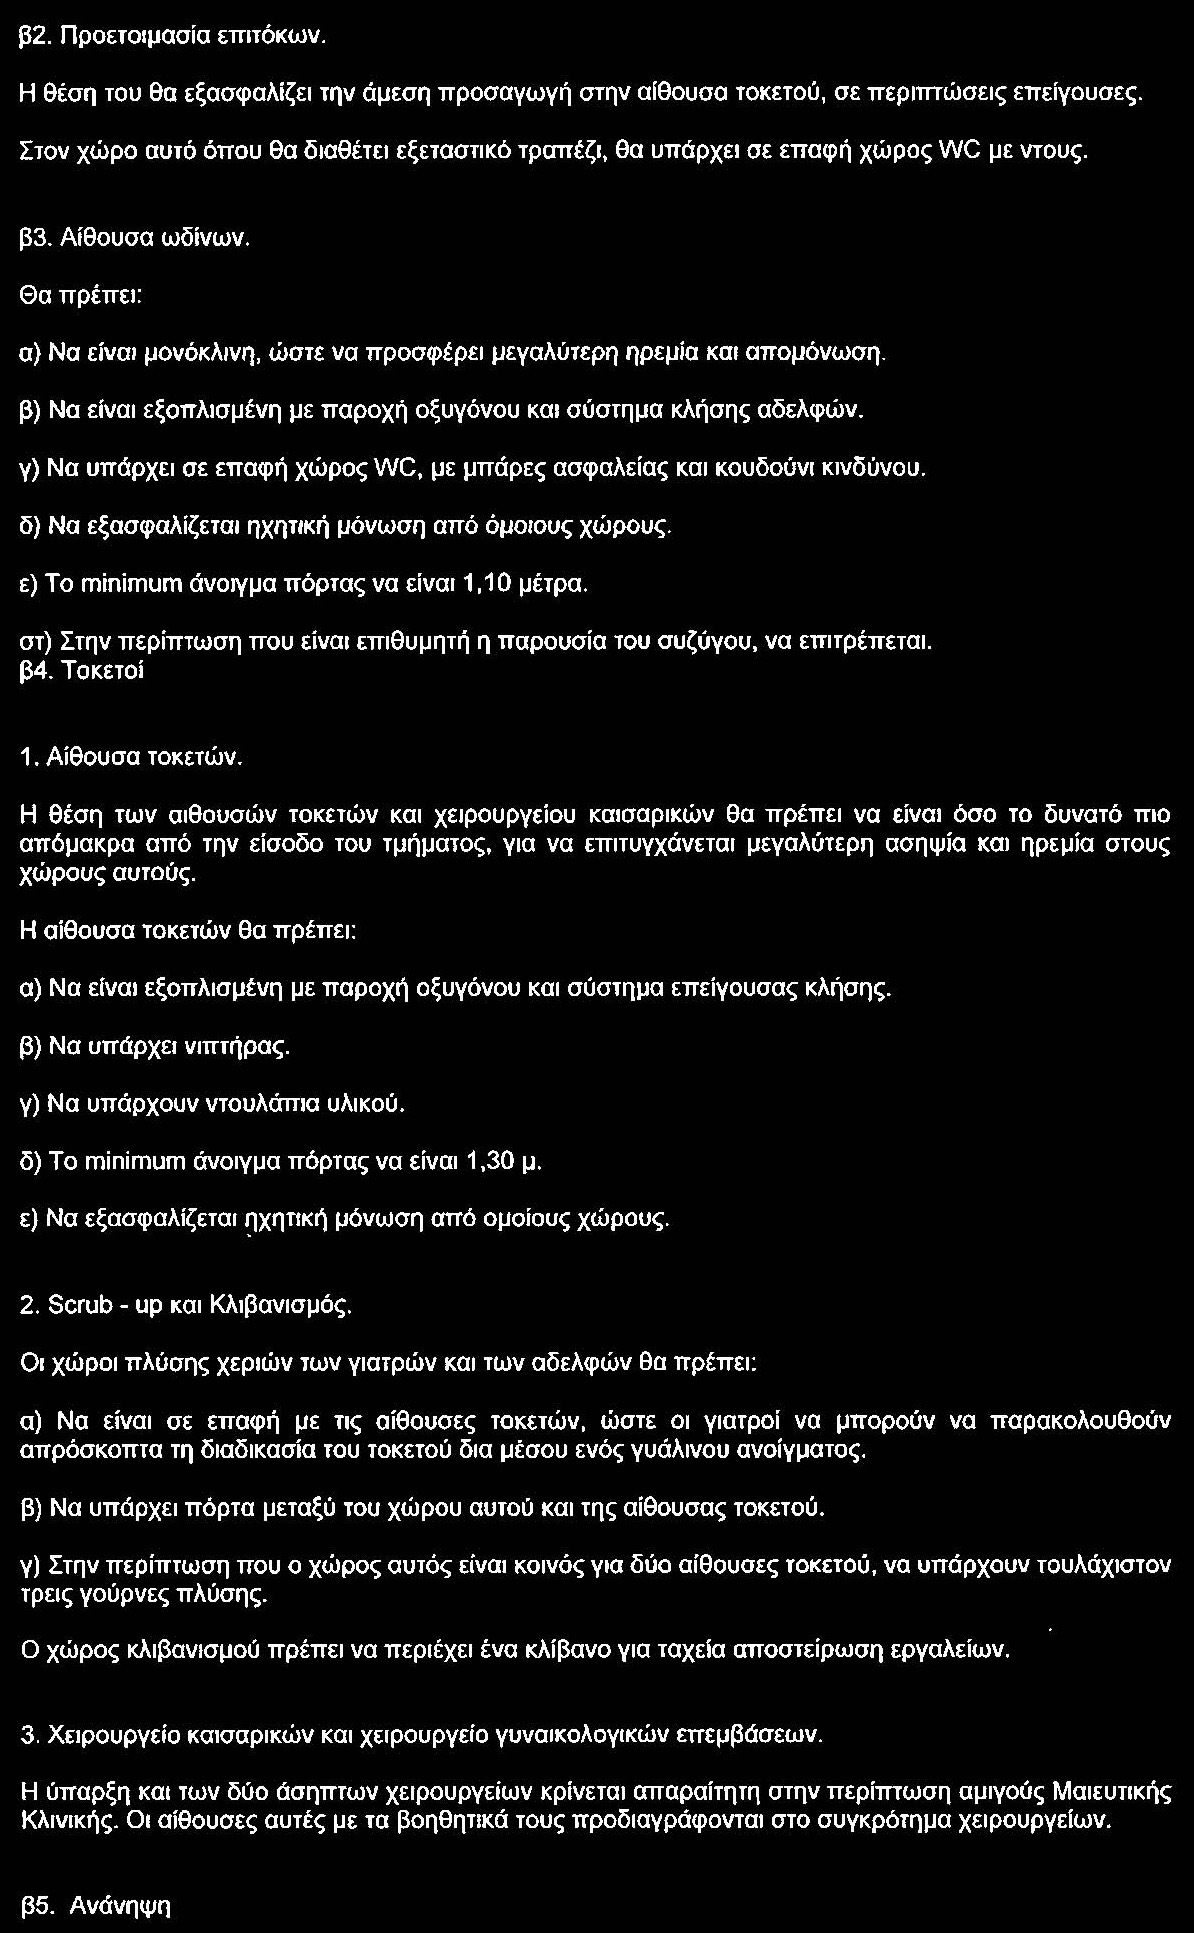 β2. Προετοιμασία επιτόκων.
Η θέση του θα εξασφαλίζει την άμεση προσαγωγή στην αίθουσα τοκετού, σε περιπτώσεις επείγουσες.
Στον χώρο αυτό όπου θα διαθέτει εξεταστικό τραπέζι, θα υπάρχει σε επαφή χώρος WC με ντους.
β3. Αίθουσα ωδίνων.
Θα πρέπει:
α) Να είναι μονόκλινη, ώστε να προσφέρει μεγαλύτερη ηρεμία και απομόνωση.
β) Να είναι εξοπλισμένη με παροχή οξυγόνου και σύστημα κλήσης αδελφών.
γ) Να υπάρχει σε επαφή χώρος WC, με μπάρες ασφαλείας και κουδούνι κινδύνου.
δ) Να εξασφαλίζεται ηχητική μόνωση από όμοιους χώρους.
ε) Το minimum άνοιγμα πόρτας να είναι 1,10 μέτρα.
στ) Στην περίπτωση που είναι επιθυμητή η παρουσία του συζύγου, να επιτρέπεται.
β4. Τοκετοί
1. Αίθουσα τοκετών.
Η θέση των αιθουσών τοκετών και χειρουργείου καισαρικών θα πρέπει να είναι όσο το δυνατό πιο
απόμακρα από την είσοδο του τμήματος, για να επιτυγχάνεται μεγαλύτερη ασηψία και ηρεμία στους
χώρους αυτούς.
Η αίθουσα τοκετών θα πρέπει:
α) Να είναι εξοπλισμένη με παροχή οξυγόνου και σύστημα επείγουσας κλήσης.
β) Να υπάρχει νιπτήρας.
γ) Να υπάρχουν ντουλάπια υλικού.
δ) Το minimum άνοιγμα πόρτας να είναι 1,30 μ.
ε) Να εξασφαλίζεται ηχητική μόνωση από ομοίους χώρους.
2. Scrub - up και Κλιβανισμός.
Οι χώροι πλύσης χεριών των γιατρών και των αδελφών θα πρέπει:
α) Να είναι σε επαφή με τις αίθουσες τοκετών, ώστε οι γιατροί να μπορούν να παρακολουθούν
απρόσκοπτα τη διαδικασία του τοκετού δια μέσου ενός γυάλινου ανοίγματος.
β) Να υπάρχει πόρτα μεταξύ του χώρου αυτού και της αίθουσας τοκετού.
γ) Στην περίπτωση που ο χώρος αυτός είναι κοινός για δύο αίθουσες τοκετού, να υπάρχουν τουλάχιστον
τρεις γούρνες πλύσης.
Ο χώρος κλιβανισμού πρέπει να περιέχει ένα κλίβανο για ταχεία αποστείρωση εργαλείων.
3. Χειρουργείο καισαρικών και χειρουργείο γυναικολογικών επεμβάσεων.
Η ύπαρξη και των δύο άσηπτων χειρουργείων κρίνεται απαραίτητη στην περίπτωση αμιγούς Μαιευτικής
Κλινικής. Οι αίθουσες αυτές με τα βοηθητικά τους προδιαγράφονται στο συγκρότημα χειρουργείων.
β5. Ανάνηψη